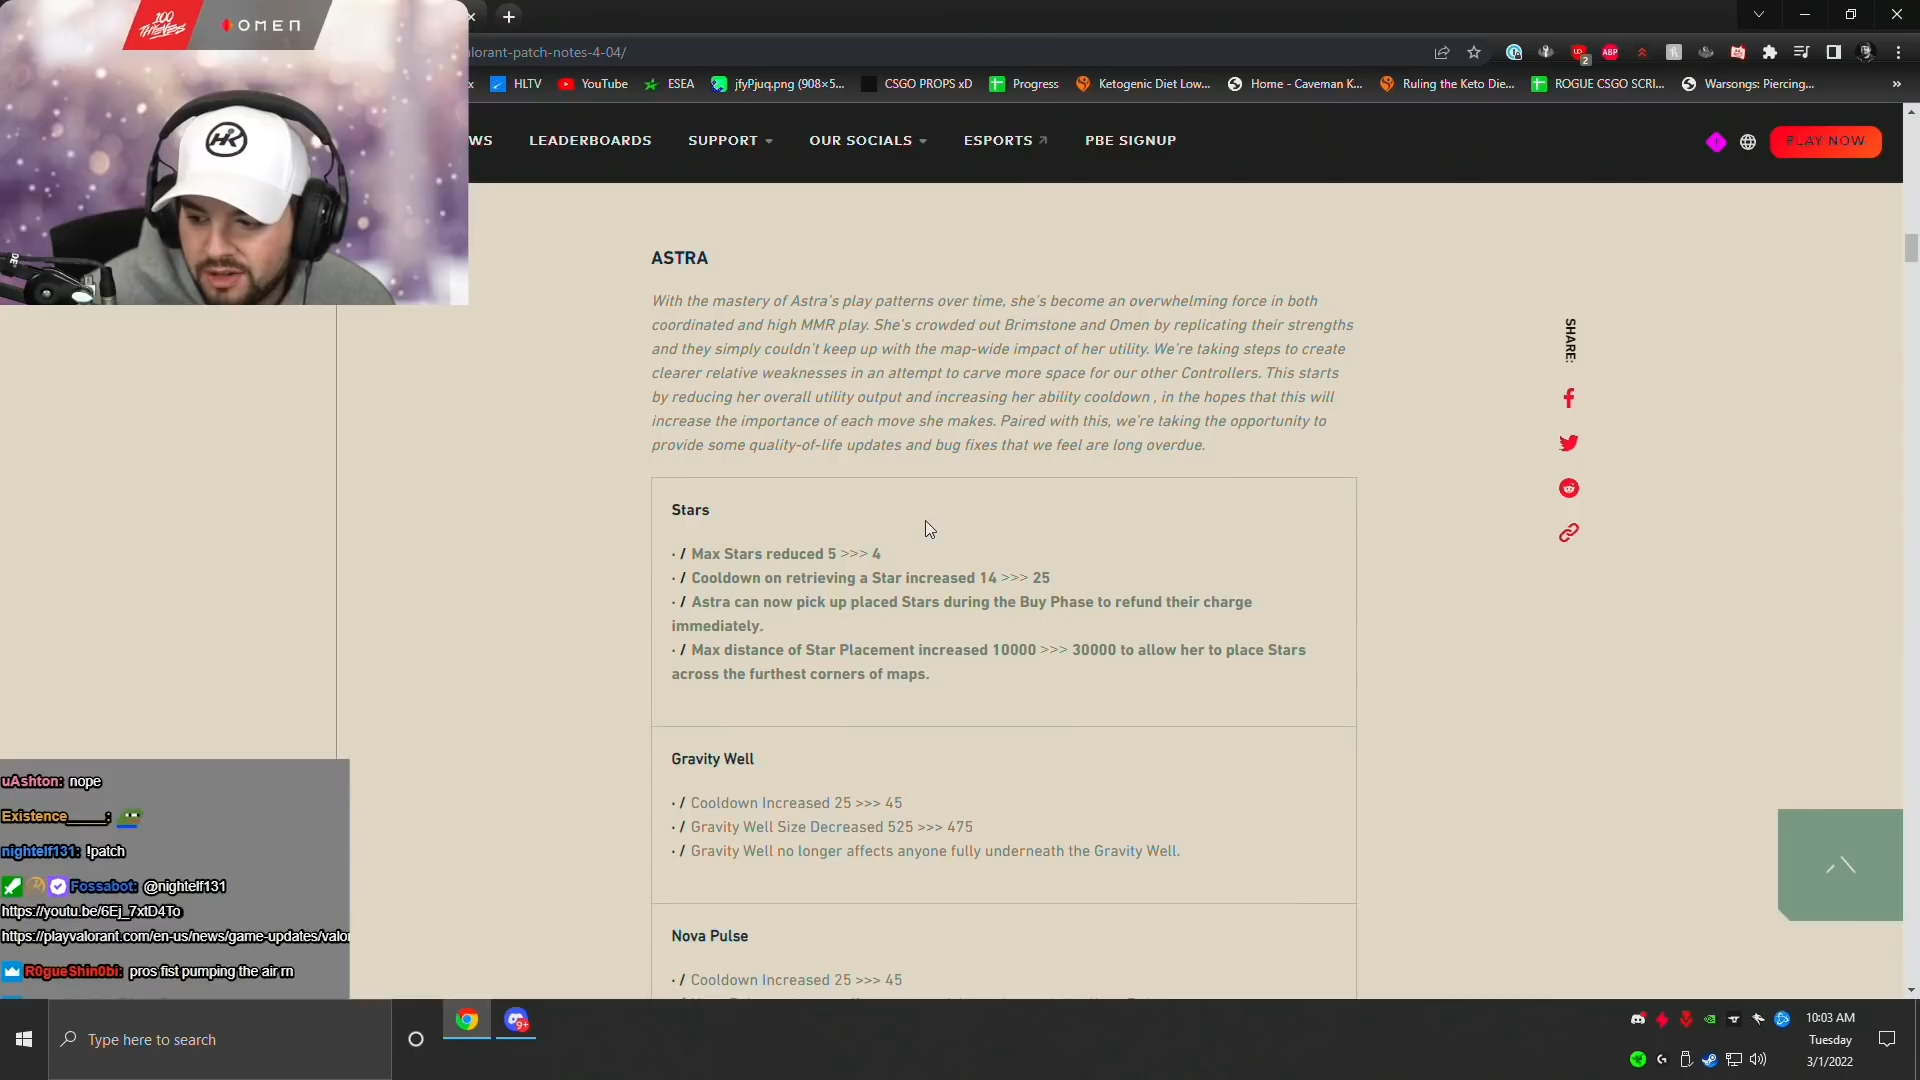 100
THIEVES
OMEN
HK
lorant-patch-notes-4-04/
HLTV
YouTube
ESEA
jfyPjuq.png (908×5...
CSGO PROPS xD
Progress
Ketogenic Diet Low...
Home - Caveman K...
Ruling the Keto Die...
ROGUE CSGO SCRI...
Warsongs: Piercing...
»
WS
LEADERBOARDS
SUPPORT
OUR SOCIALS
ESPORTS
PBE SIGNUP
PLAY NOW
ASTRA
With the mastery of Astra's play patterns over time, she's become an overwhelming force in both
coordinated and high MMR play. She's crowded out Brimstone and Omen by replicating their strengths
and they simply couldn't keep up with the map-wide impact of her utility. We're taking steps to create
clearer relative weaknesses in an attempt to carve more space for our other Controllers. This starts
by reducing her overall utility output and increasing her ability cooldown , in the hopes that this will
increase the importance of each move she makes. Paired with this, we're taking the opportunity to
provide some quality-of-life updates and bug fixes that we feel are long overdue.
SHARE:
Stars
· / Max Stars reduced 5 >>> 4
· / Cooldown on retrieving a Star increased 14 >>> 25
· / Astra can now pick up placed Stars during the Buy Phase to refund their charge
immediately.
· / Max distance of Star Placement increased 10000 >>> 30000 to allow her to place Stars
across the furthest corners of maps.
Gravity Well
· / Cooldown Increased 25 >>> 45
· / Gravity Well Size Decreased 525 >>> 475
· / Gravity Well no longer affects anyone fully underneath the Gravity Well.
Nova Pulse
· / Cooldown Increased 25 >>> 45
uAshton: nope
Existence_____:
nightelf131: !patch
Fossabot: @nightelf131
https://youtu.be/6Ej_7xtD4To
https://playvalorant.com/en-us/news/game-updates/valor
R0gueShin0bi: pros fist pumping the air rn
Type here to search
9+
10:03 AM
Tuesday
3/1/2022